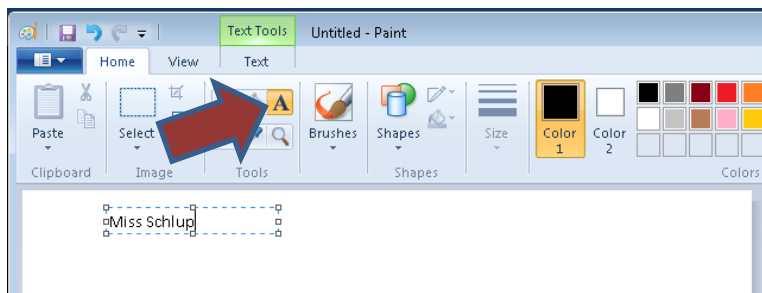 Text Tools Untitled - Paint
Home View Text
A
Paste Select Brushes Shapes Size Color 1 Color 2
Clipboard Image Tools Shapes Colors
Miss Schlup